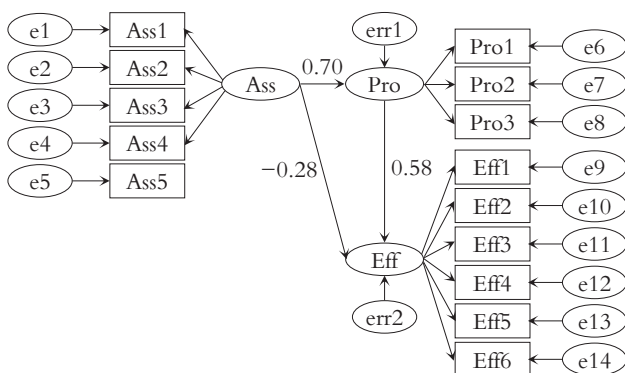 e1 Ass1 err1
Pro1 e6
e2 Ass2
Ass 0.70 Pro Pro2 e7
e3 Ass3
Pro3 e8
e4 Ass4
−0.28 0.58 Eff1 e9
e5 Ass5
Eff2 e10
Eff Eff3 e11
Eff4 e12
err2 Eff5 e13
Eff6 e14